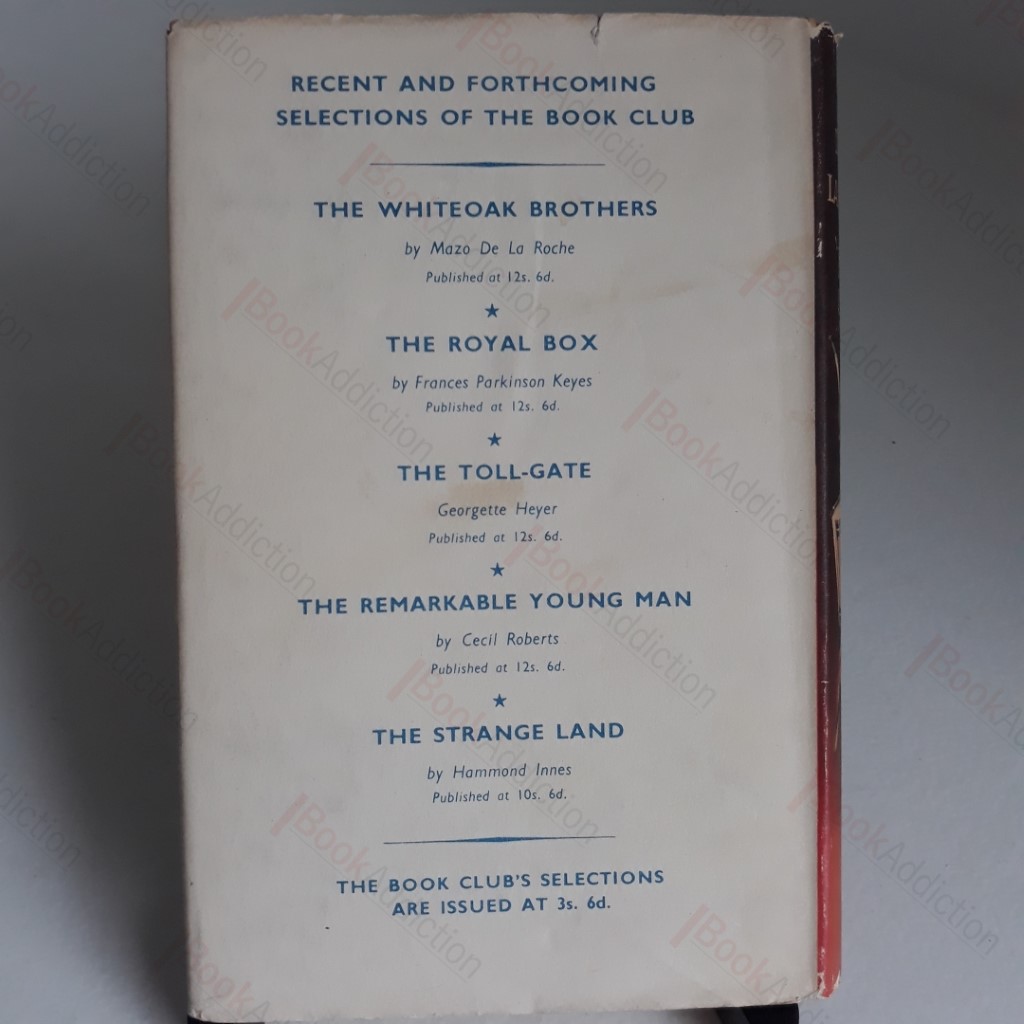 RECENT AND FORTHCOMING
SELECTIONS OF THE BOOK CLUB
THE WHITEOAK BROTHERS
by Mazo De La Roche
Published at 12s. 6d.
★
THE ROYAL BOX
by Frances Parkinson Keyes
Published at 12s. 6d.
★
THE TOLL-GATE
Georgette Heyer
Published at 12s. 6d.
★
THE REMARKABLE YOUNG MAN
by Cecil Roberts
Published at 12s. 6d.
★
THE STRANGE LAND
by Hammond Innes
Published at 10s. 6d.
THE BOOK CLUB'S SELECTIONS
ARE ISSUED AT 3s. 6d.
BookAddiction